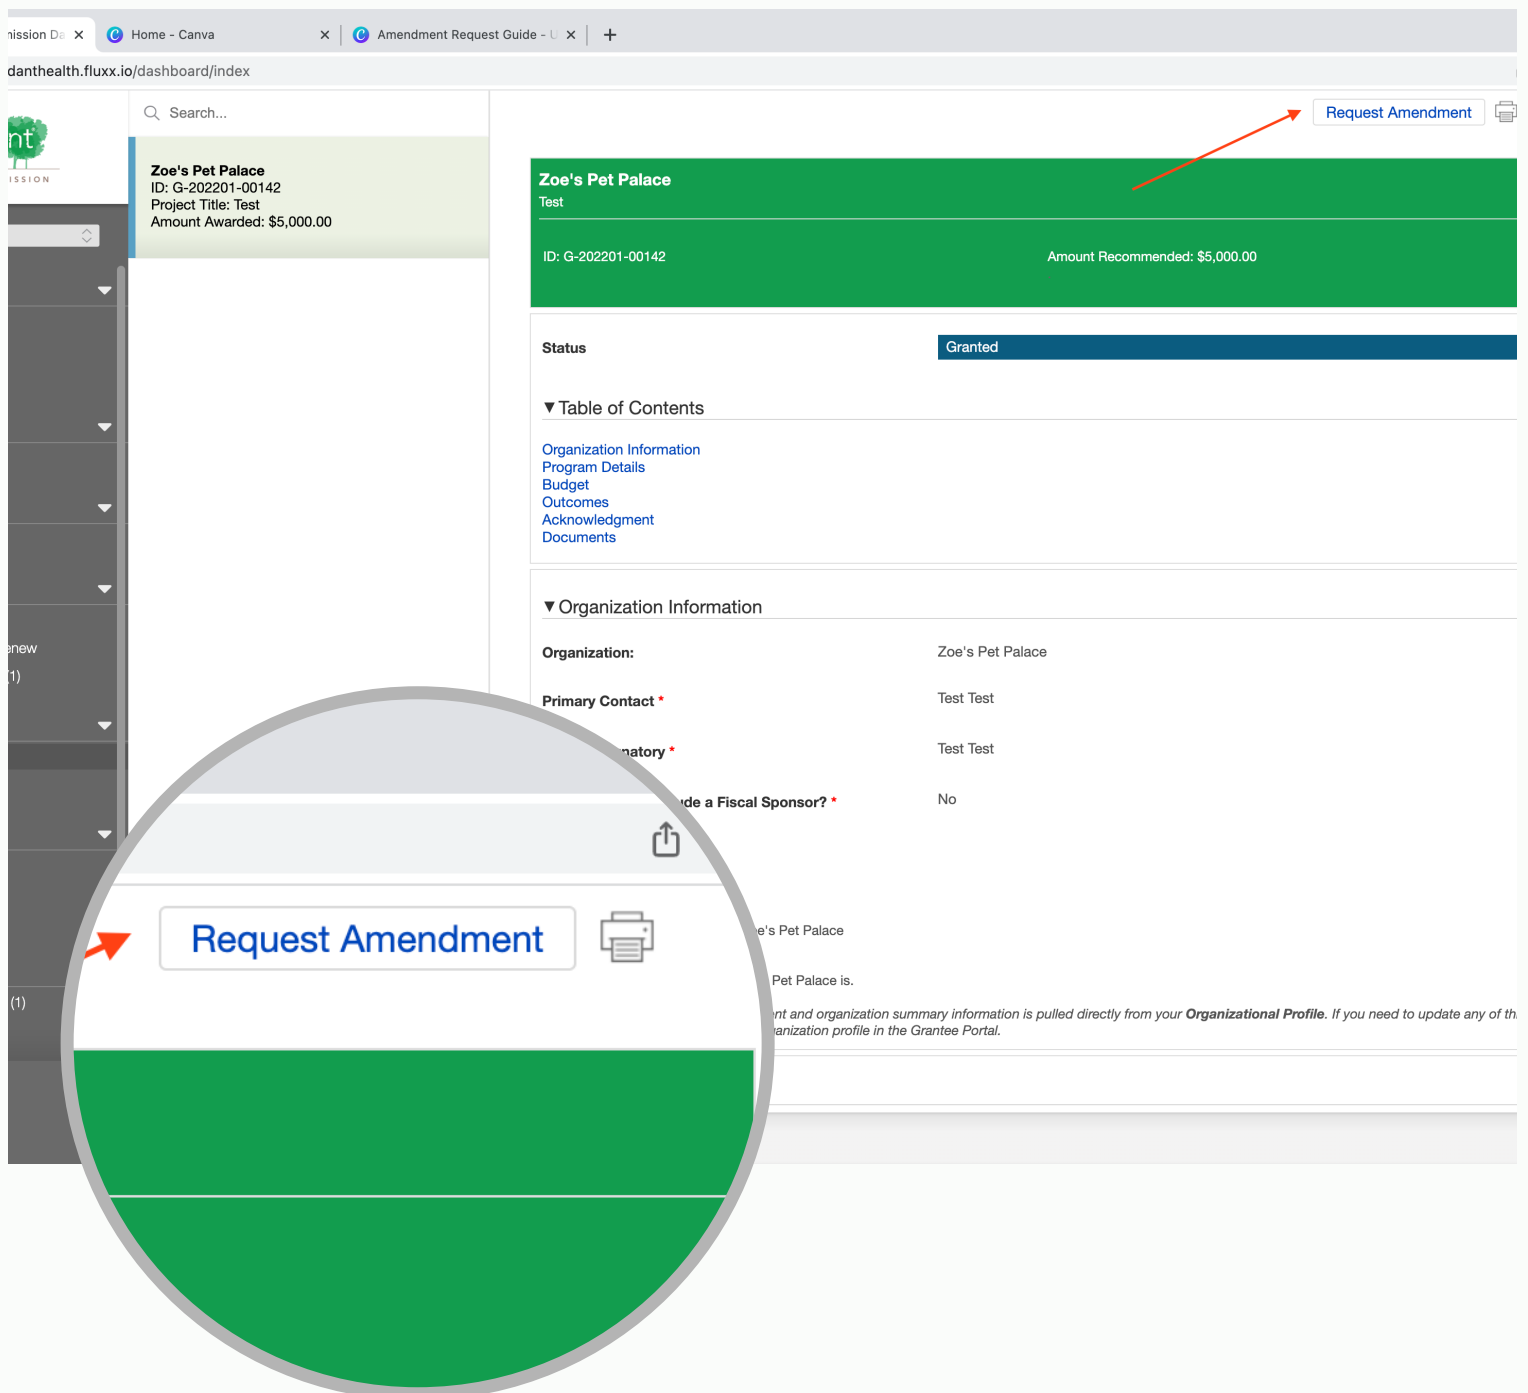 Home - Canva
Amendment Request Guide - U
danthealth.fluxx.io/dashboard/index
nt
ISSION
Search...
Request Amendment
Zoe's Pet Palace
ID: G-202201-00142
Project Title: Test
Amount Awarded: $5,000.00
Zoe's Pet Palace
Test
ID: G-202201-00142
Amount Recommended: $5,000.00
Status
Granted
Table of Contents
Organization Information
Program Details
Budget
Outcomes
Acknowledgment
Documents
Organization Information
Organization:
Zoe's Pet Palace
Primary Contact *
Test Test
natory *
Test Test
ude a Fiscal Sponsor? *
No
enew
(1)
(1)
Request Amendment
e's Pet Palace
Pet Palace is.
nt and organization summary information is pulled directly from your Organizational Profile. If you need to update any of th
anization profile in the Grantee Portal.